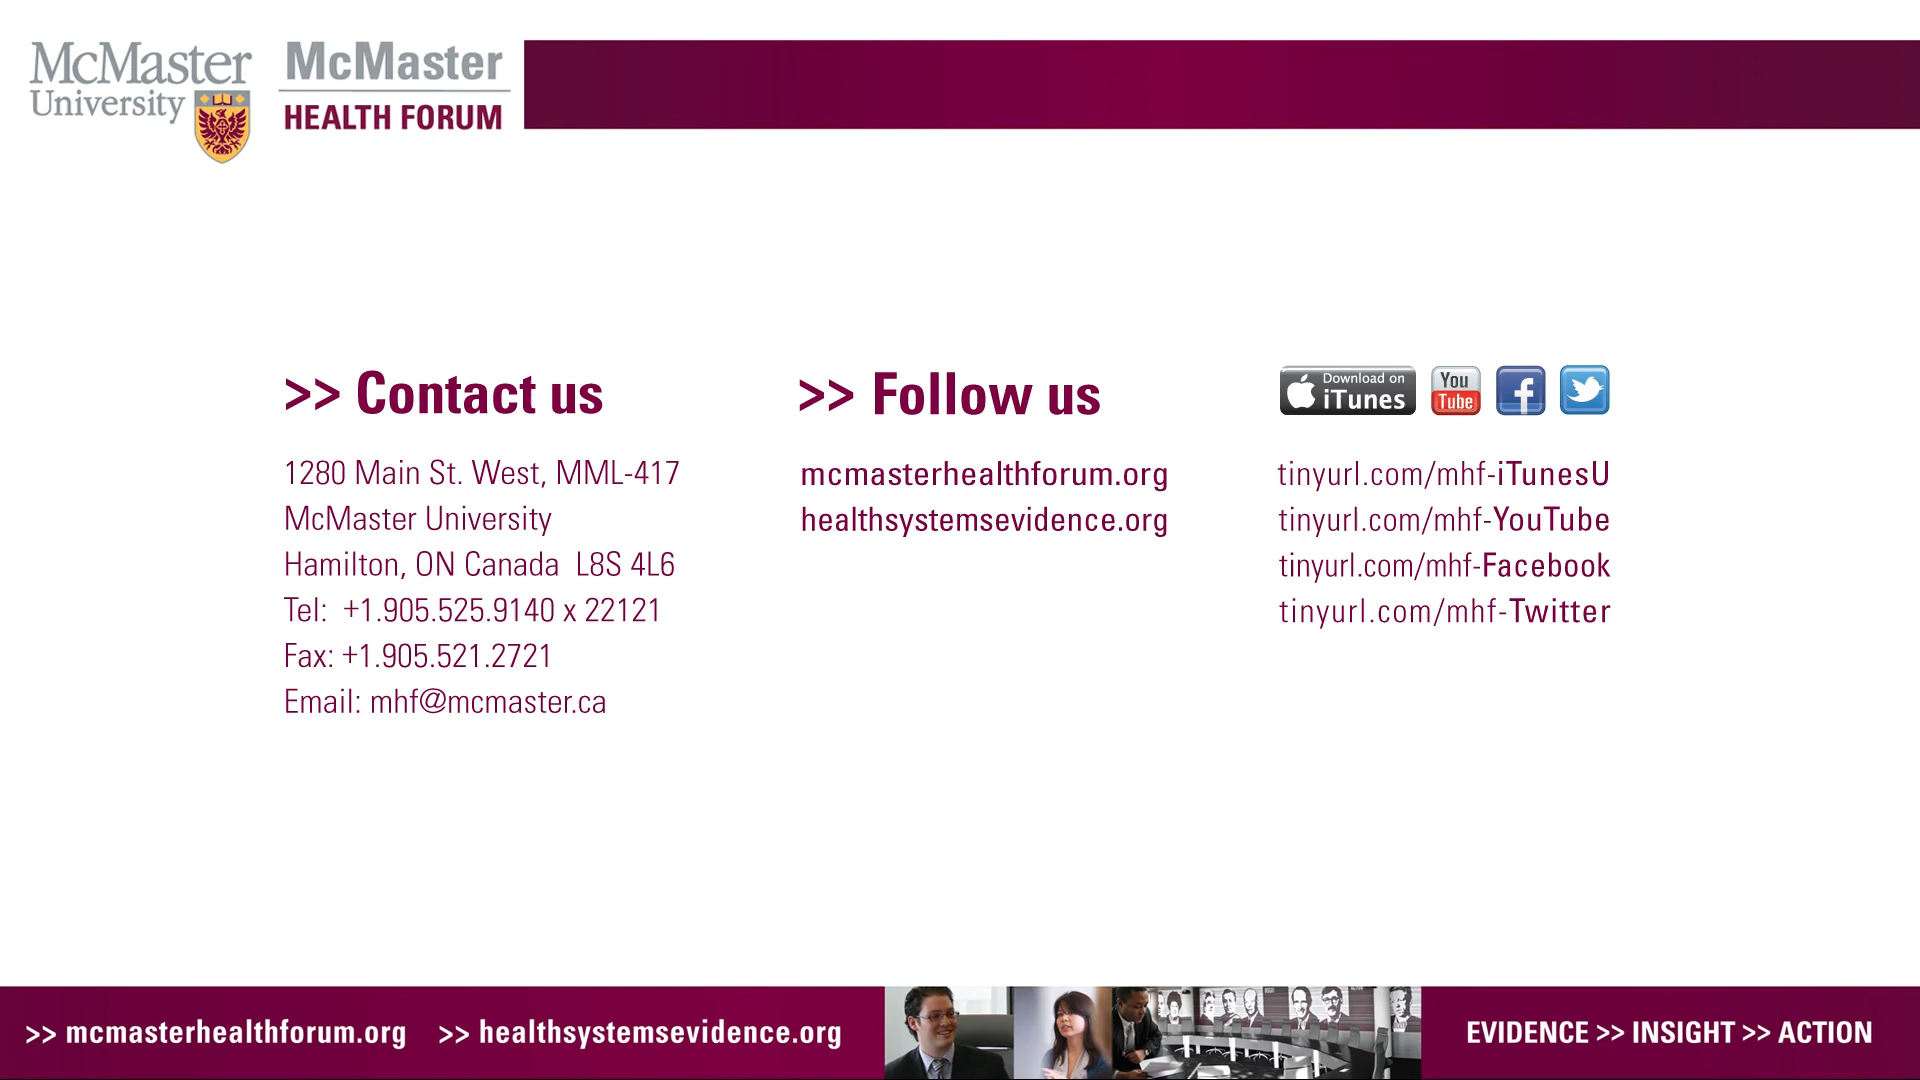 McMaster
University
McMaster
HEALTH FORUM
>> Contact us
1280 Main St. West, MML-417
McMaster University
Hamilton, ON Canada  L8S 4L6
Tel:  +1.905.525.9140 x 22121
Fax: +1.905.521.2721
Email: mhf@mcmaster.ca
>> Follow us
mcmasterhealthforum.org
healthsystemsevidence.org
Download on
iTunes
You
Tube
tinyurl.com/mhf-iTunesU
tinyurl.com/mhf-YouTube
tinyurl.com/mhf-Facebook
tinyurl.com/mhf-Twitter
>> mcmasterhealthforum.org >> healthsystemsevidence.org
EVIDENCE >> INSIGHT >> ACTION